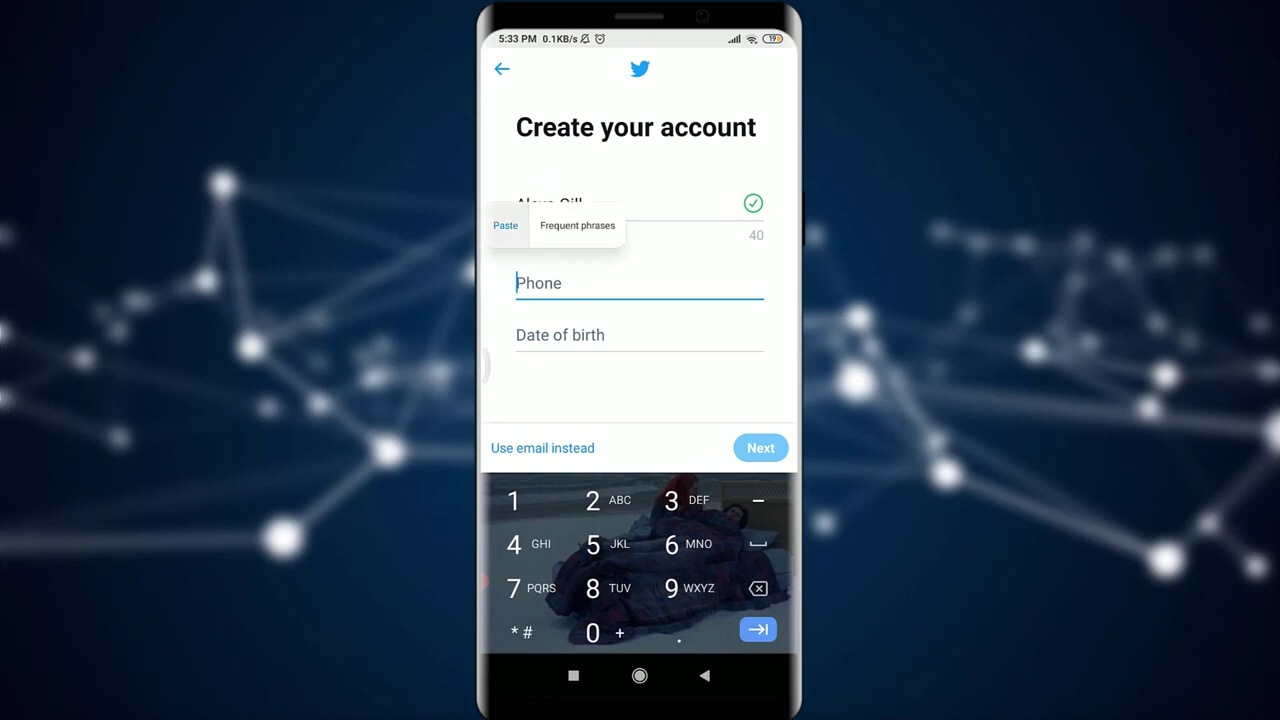 5:33 PM 0.1KB/s 19
Create your account
Paste Frequent phrases
40
Phone
Date of birth
Use email instead Next
1 2 ABC 3 DEF –
4 GHI 5 JKL 6 MNO
7 PQRS 8 TUV 9 WXYZ
* # 0 + .